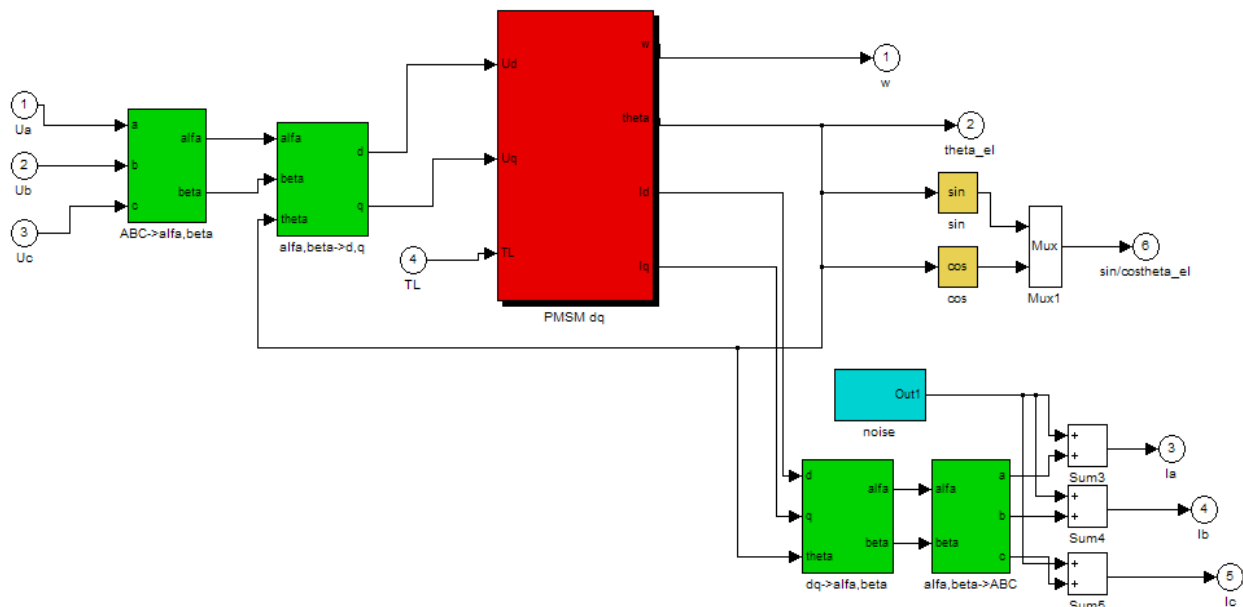 1
Ua
2
Ub
3
Uc
a
b
c
alfa
beta
ABC->alfa,beta
alfa
beta
theta
d
q
alfa,beta->d,q
4
TL
Ud
Uq
TL
w
theta
Id
Iq
PMSM dq
1
w
2
theta_el
sin
sin
cos
cos
Mux
Mux1
6
sin/costheta_el
Out1
noise
d
q
theta
alfa
beta
dq->alfa,beta
alfa
beta
a
b
c
alfa,beta->ABC
+
+
Sum3
3
Ia
+
+
Sum4
4
Ib
+
+
Sum5
5
Ic